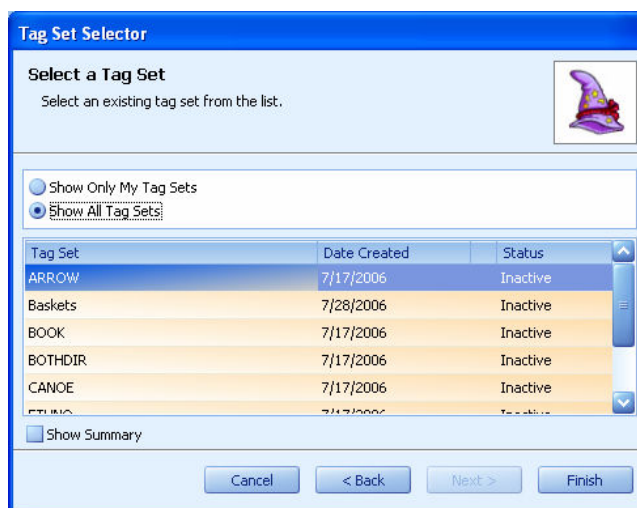 Tag Set Selector
Select a Tag Set
Select an existing tag set from the list.
Show Only My Tag Sets
Show All Tag Sets
Tag Set Date Created Status
ARROW 7/17/2006 Inactive
Baskets 7/28/2006 Inactive
BOOK 7/17/2006 Inactive
BOTHDIR 7/17/2006 Inactive
CANOE 7/17/2006 Inactive
Show Summary
Cancel < Back Next > Finish